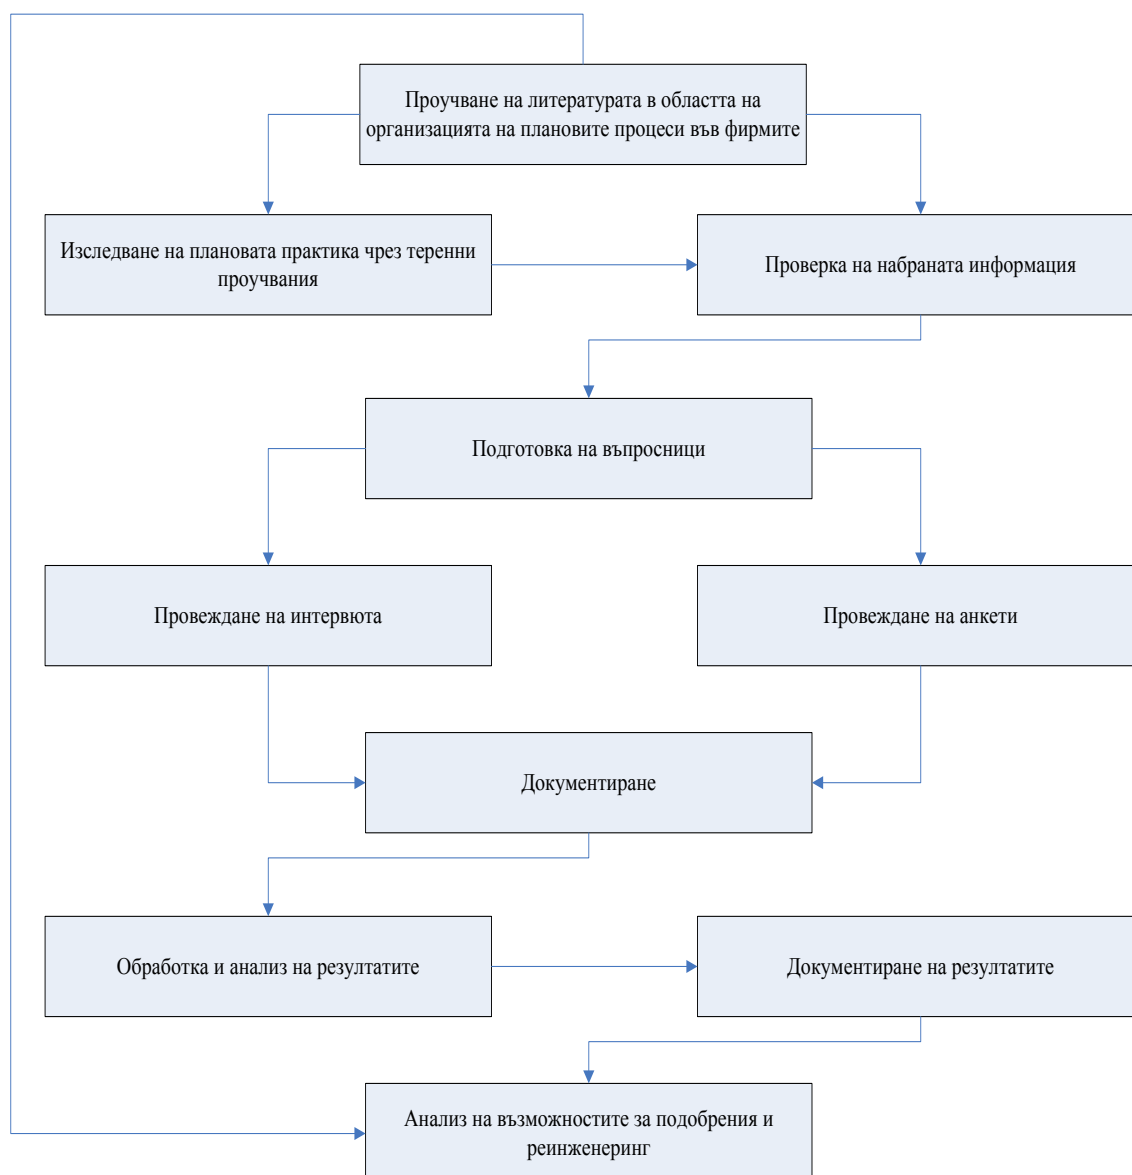 Проучване на литературата в областта на
организацията на плановите процеси във фирмите
Изследване на плановата практика чрез теренни
проучвания
Проверка на набраната информация
Подготовка на въпросници
Провеждане на интервюта
Провеждане на анкети
Документиране
Обработка и анализ на резултатите
Документиране на резултатите
Анализ на възможностите за подобрения и
реинженеринг